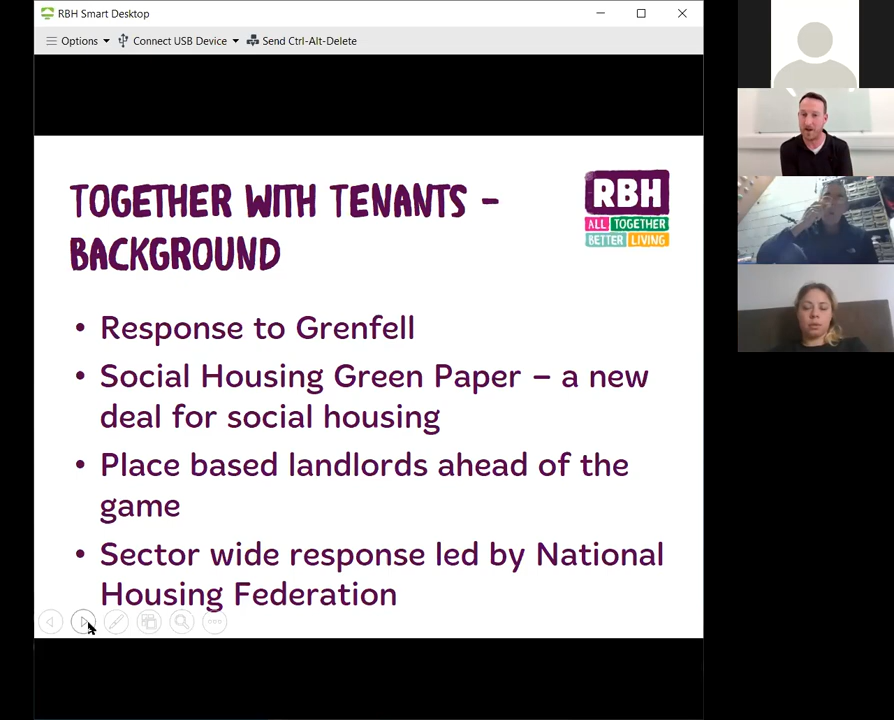 RBH Smart Desktop
Options
Connect USB Device
Send Ctrl-Alt-Delete
TOGETHER WITH TENANTS –
BACKGROUND
RBH
ALL TOGETHER
BETTER LIVING
• Response to Grenfell
• Social Housing Green Paper – a new
deal for social housing
• Place based landlords ahead of the
game
• Sector wide response led by National
Housing Federation